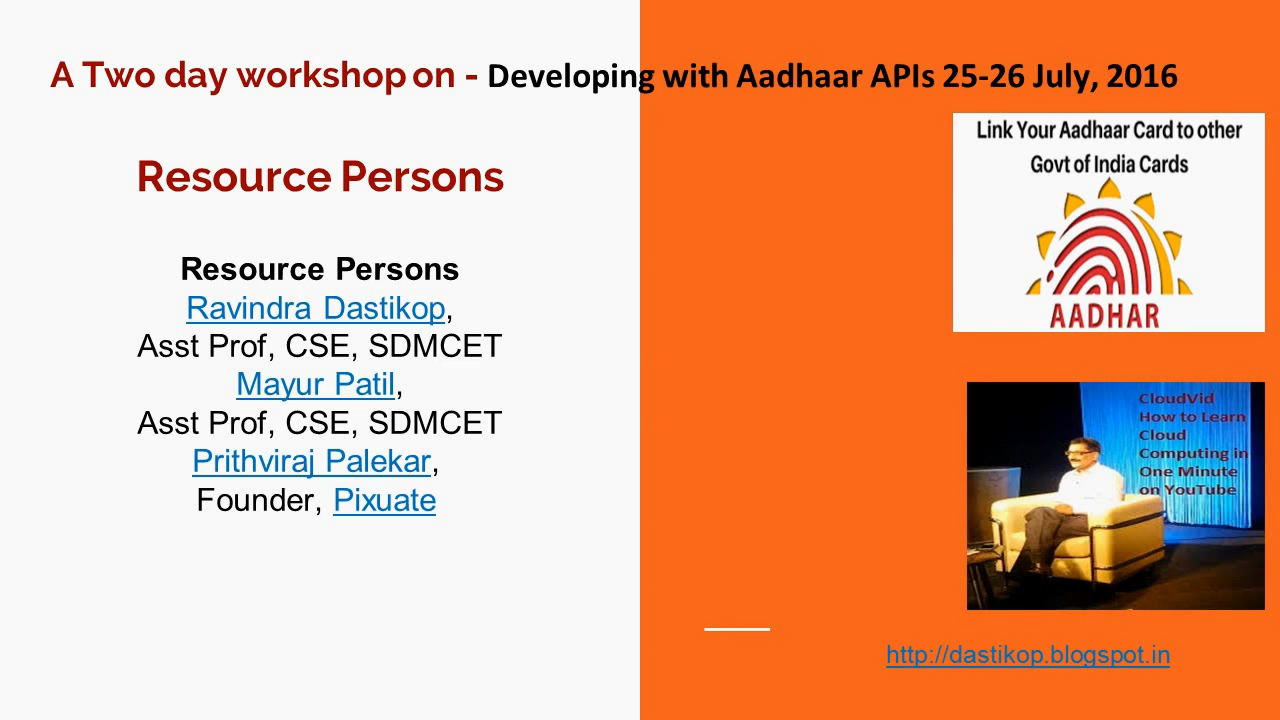 A Two day workshop on - Developing with Aadhaar APIs 25-26 July, 2016
Resource Persons
Resource Persons
Ravindra Dastikop,
Asst Prof, CSE, SDMCET
Mayur Patil,
Asst Prof, CSE, SDMCET
Prithviraj Palekar,
Founder, Pixuate
Link Your Aadhaar Card to other
Govt of India Cards
AADHAR
CloudVid
How to Learn
Cloud
Computing in
One Minute
on YouTube
http://dastikop.blogspot.in